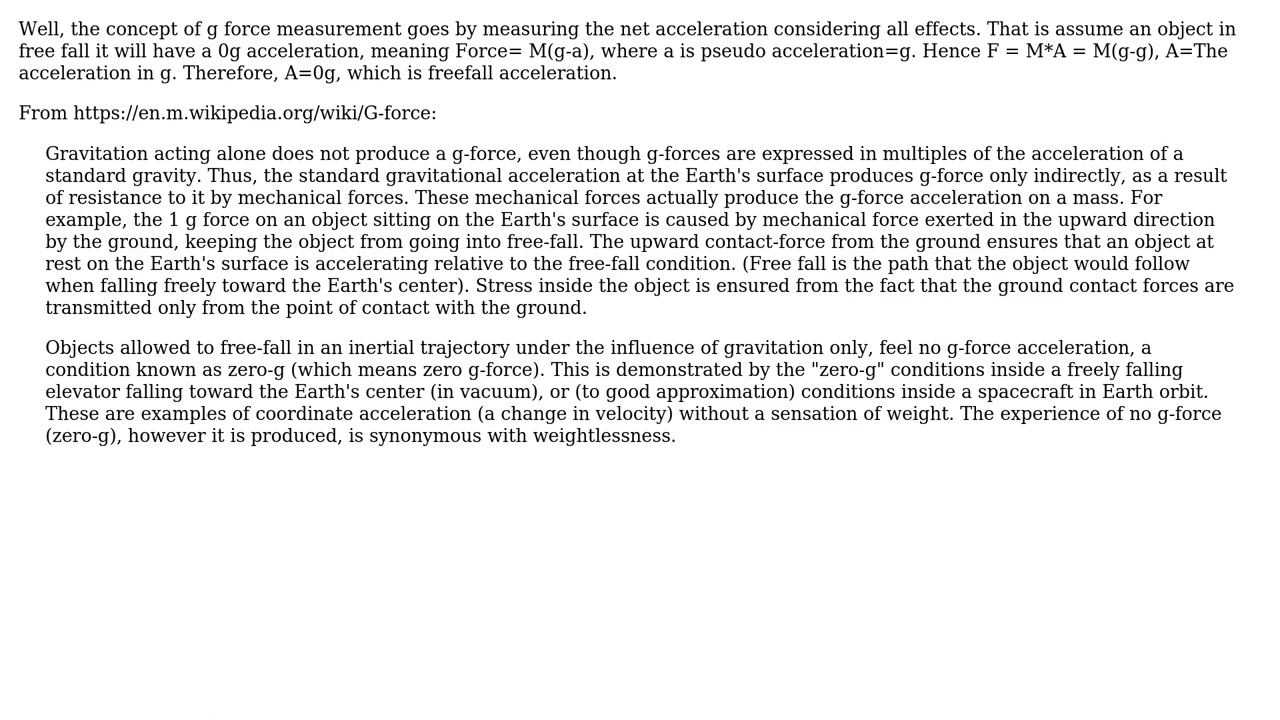 Well, the concept of g force measurement goes by measuring the net acceleration considering all effects. That is assume an object in
free fall it will have a 0g acceleration, meaning Force= M(g-a), where a is pseudo acceleration=g. Hence F = M*A = M(g-g), A=The
acceleration in g. Therefore, A=0g, which is freefall acceleration.
From https://en.m.wikipedia.org/wiki/G-force:
Gravitation acting alone does not produce a g-force, even though g-forces are expressed in multiples of the acceleration of a
standard gravity. Thus, the standard gravitational acceleration at the Earth's surface produces g-force only indirectly, as a result
of resistance to it by mechanical forces. These mechanical forces actually produce the g-force acceleration on a mass. For
example, the 1 g force on an object sitting on the Earth's surface is caused by mechanical force exerted in the upward direction
by the ground, keeping the object from going into free-fall. The upward contact-force from the ground ensures that an object at
rest on the Earth's surface is accelerating relative to the free-fall condition. (Free fall is the path that the object would follow
when falling freely toward the Earth's center). Stress inside the object is ensured from the fact that the ground contact forces are
transmitted only from the point of contact with the ground.
Objects allowed to free-fall in an inertial trajectory under the influence of gravitation only, feel no g-force acceleration, a
condition known as zero-g (which means zero g-force). This is demonstrated by the "zero-g" conditions inside a freely falling
elevator falling toward the Earth's center (in vacuum), or (to good approximation) conditions inside a spacecraft in Earth orbit.
These are examples of coordinate acceleration (a change in velocity) without a sensation of weight. The experience of no g-force
(zero-g), however it is produced, is synonymous with weightlessness.